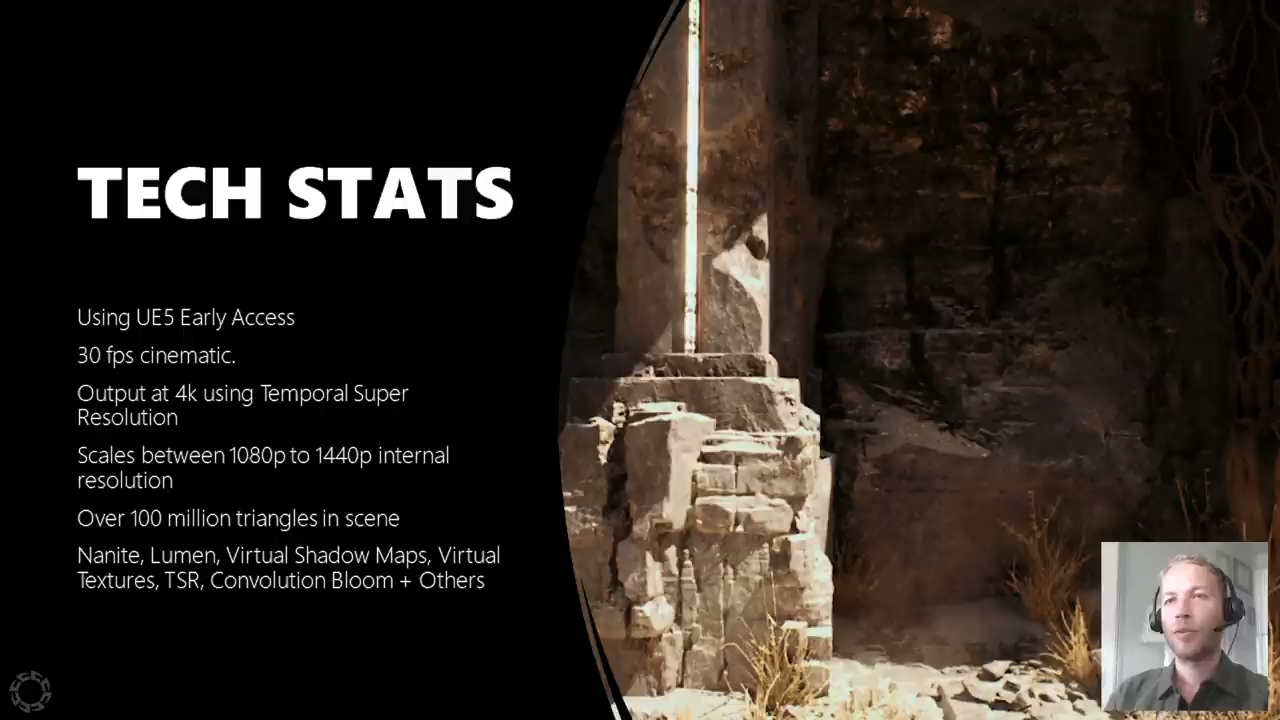 TECH STATS
Using UE5 Early Access
30 fps cinematic.
Output at 4k using Temporal Super
Resolution
Scales between 1080p to 1440p internal
resolution
Over 100 million triangles in scene
Nanite, Lumen, Virtual Shadow Maps, Virtual
Textures, TSR, Convolution Bloom + Others